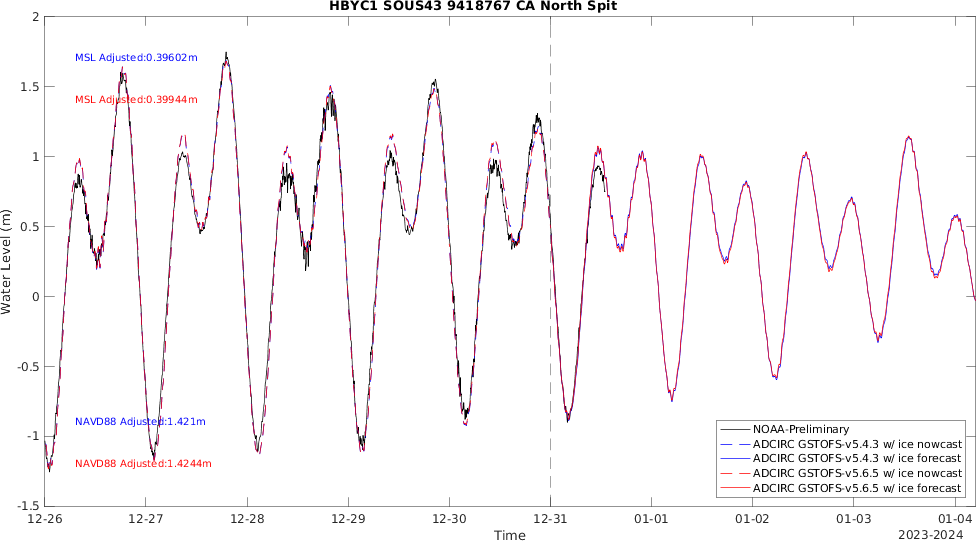 HBYC1 SOUS43 9418767 CA North Spit
2
1.5
1
0.5
0
-0.5
-1
-1.5
Water Level (m)
MSL Adjusted:0.39602m
MSL Adjusted:0.39944m
NAVD88 Adjusted:1.421m
NAVD88 Adjusted:1.4244m
NOAA-Preliminary
ADCIRC GSTOFS-v5.4.3 w/ ice nowcast
ADCIRC GSTOFS-v5.4.3 w/ ice forecast
ADCIRC GSTOFS-v5.6.5 w/ ice nowcast
ADCIRC GSTOFS-v5.6.5 w/ ice forecast
12-26 12-27 12-28 12-29 12-30 12-31 01-01 01-02 01-03 01-04
Time
2023-2024